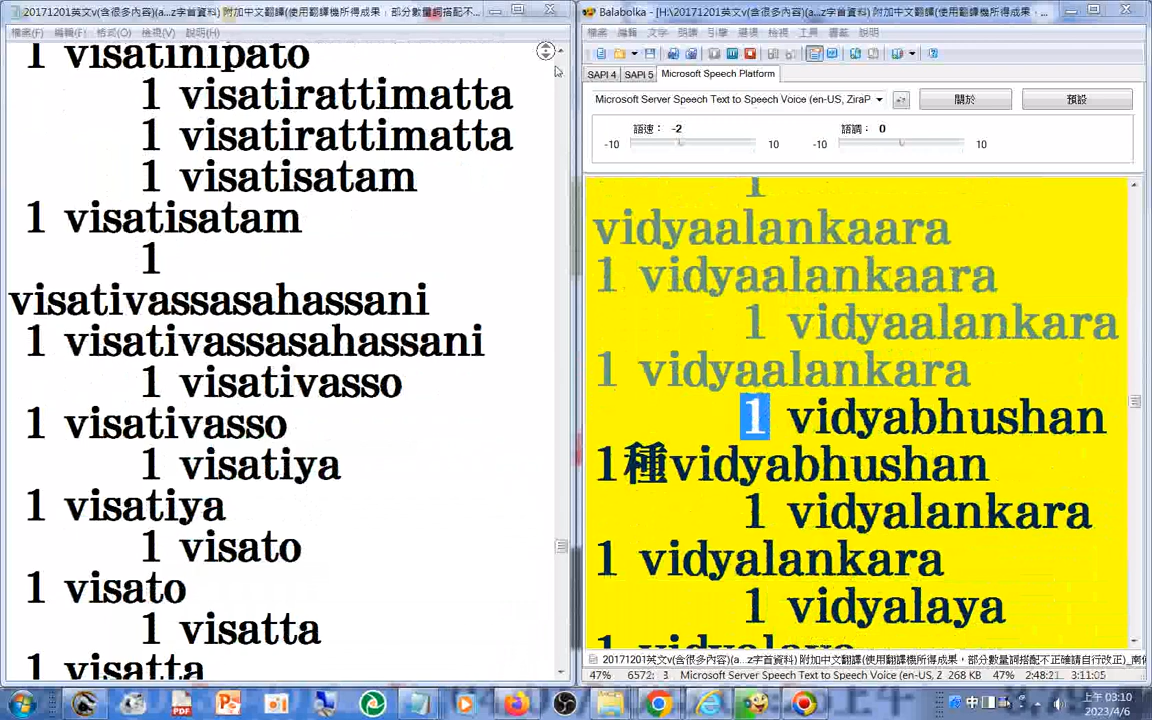 20171201英文v(含很多內容)(a...z字首資料) 附加中文翻譯(使用翻譯機所得成果，部分數量詞搭配不...
檔案(F) 編輯(E) 格式(O) 檢視(V) 說明(H)
1 visatinipato
1 visatirattimatta
1 visatirattimatta
1 visatisatam
1 visatisatam
1
visativassasahassani
1 visativassasahassani
1 visativasso
1 visativasso
1 visatiya
1 visatiya
1 visato
1 visato
1 visatta
1 visatta
Balabolka - [H:\20171201英文v(含很多內容)(a...z字首資料) 附加中文翻譯(使用翻譯機所得成果，...
檔案 編輯 文字 朗讀 引擎 選項 檢視 工具 書籤 說明
SAPI 4 SAPI 5 Microsoft Speech Platform
Microsoft Server Speech Text to Speech Voice (en-US, ZiraP
關於 預設
語速： -2 語調： 0
-10 10 -10 10
1
vidyaalankaara
1 vidyaalankaara
1 vidyaalankara
1 vidyaalankara
1 vidyabhushan
1種vidyabhushan
1 vidyalankara
1 vidyalankara
1 vidyalaya
1 vidyalaya
20171201英文v(含很多內容)(a...z字首資料) 附加中文翻譯(使用翻譯機所得成果，部分數量詞搭配不正確請自行改正)_南
47% 6572: 3 Microsoft Server Speech Text to Speech Voice (en-US, Z 268 KB 47% 2:48:21 3:11:05
中
上午 03:10
2023/4/6